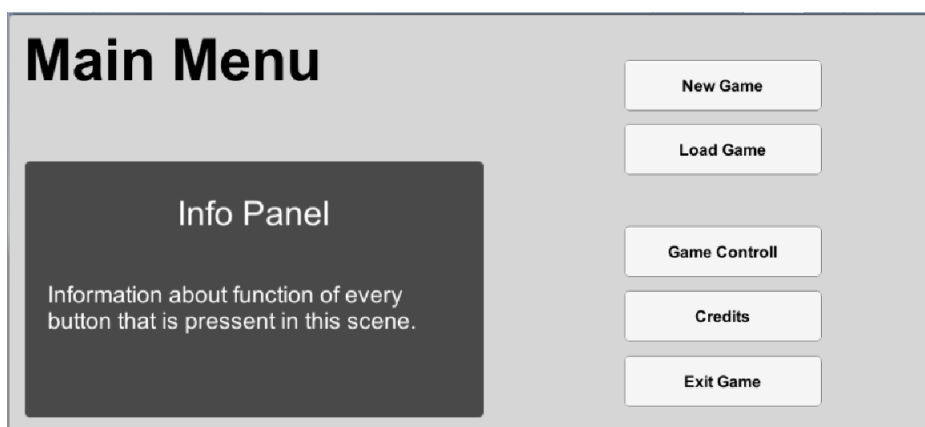 Main Menu
Info Panel
Information about function of every
button that is pressent in this scene.
New Game
Load Game
Game Controll
Credits
Exit Game